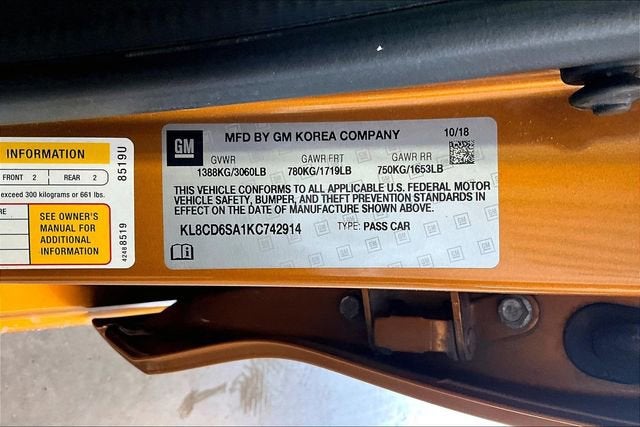 INFORMATION
FRONT 2 REAR 2
exceed 300 kilograms or 661 lbs.
RE
SEE OWNER'S
MANUAL FOR
ADDITIONAL
INFORMATION
8519U
42488519
GM
MFD BY GM KOREA COMPANY 10/18
GVWR GAWR FRT GAWR RR
1388KG/3060LB 780KG/1719LB 750KG/1653LB
THIS VEHICLE CONFORMS TO ALL APPLICABLE U.S. FEDERAL MOTOR
VEHICLE SAFETY, BUMPER, AND THEFT PREVENTION STANDARDS IN
EFFECT ON THE DATE OF MANUFACTURE SHOWN ABOVE.
KL8CD6SA1KC742914 TYPE: PASS CAR